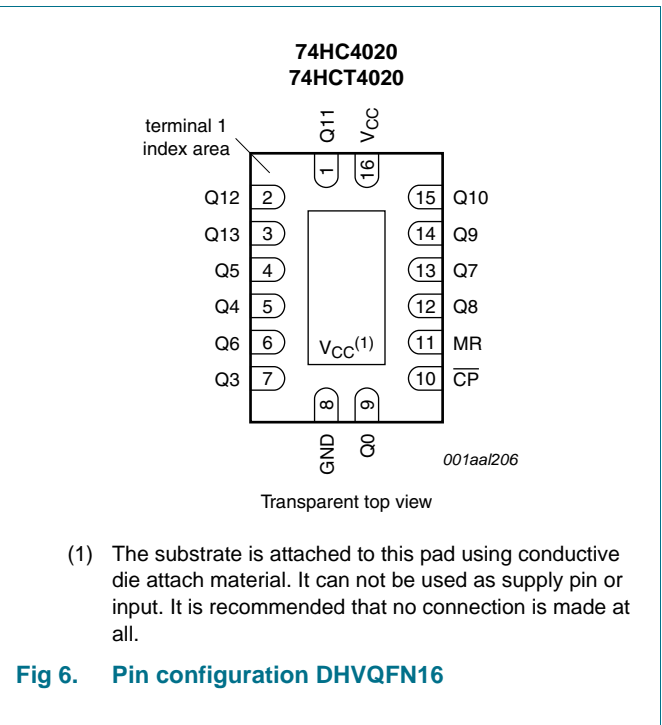 74HC4020
74HCT4020
terminal 1
index area
Q11
VCC
1
16
Q12 2
15 Q10
Q13 3
14 Q9
Q5 4
13 Q7
Q4 5
12 Q8
Q6 6
VCC(1)
11 MR
Q3 7
10 CP
8
9
GND
Q0
001aal206
Transparent top view
(1) The substrate is attached to this pad using conductive
die attach material. It can not be used as supply pin or
input. It is recommended that no connection is made at
all.
Fig 6. Pin configuration DHVQFN16